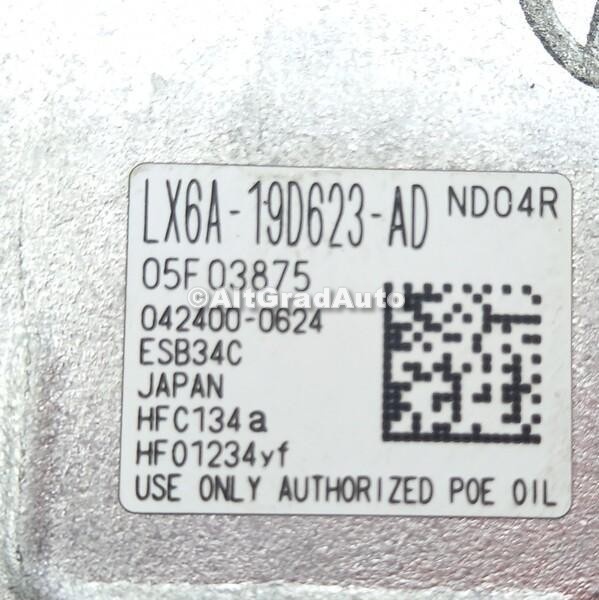 LX6A-19D623-AD ND04R
05F03875
©AltGradAuto
042400-0624
ESB34C
JAPAN
HFC134a
HFO1234yf
USE ONLY AUTHORIZED POE OIL